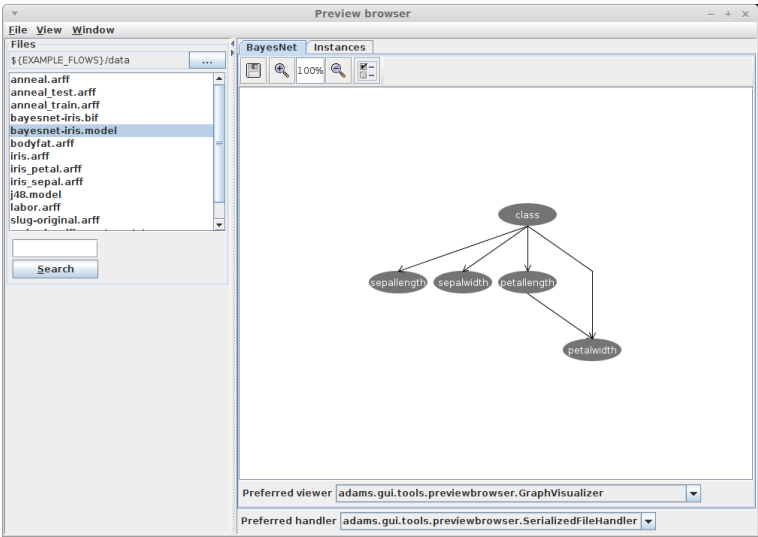 Preview browser
File View Window
Files
${EXAMPLE_FLOWS}/data
...
anneal.arff
anneal_test.arff
anneal_train.arff
bayesnet-iris.bif
bayesnet-iris.model
bodyfat.arff
iris.arff
iris_petal.arff
iris_sepal.arff
j48.model
labor.arff
slug-original.arff
Search
BayesNet Instances
100%
class
sepallength sepalwidth petallength
petalwidth
Preferred viewer adams.gui.tools.previewbrowser.GraphVisualizer
Preferred handler adams.gui.tools.previewbrowser.SerializedFileHandler